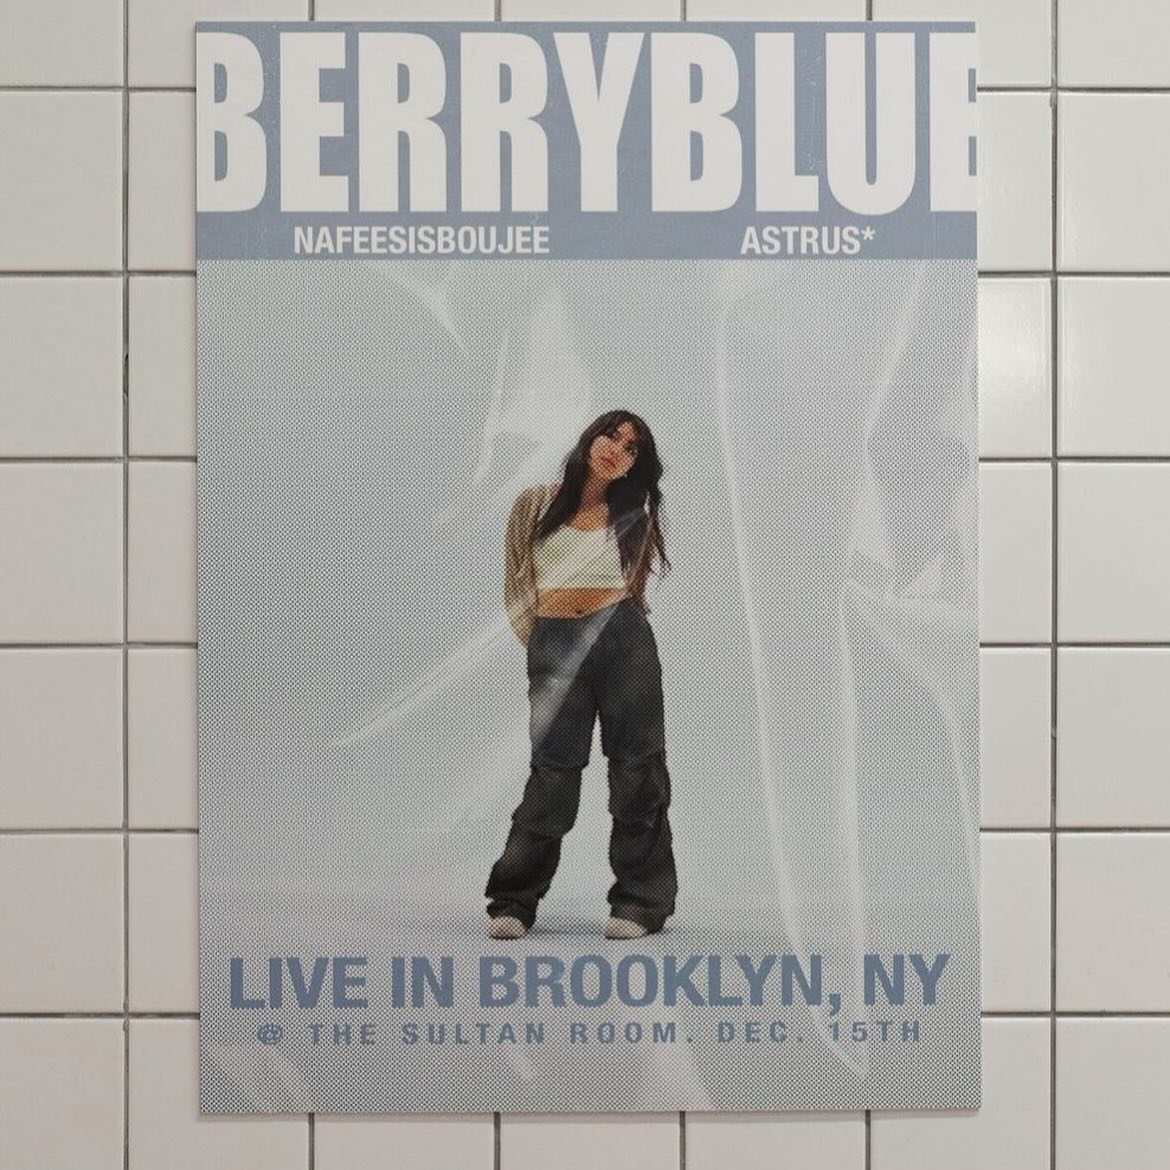 BERRYBLUE
NAFEESISBOUJEE ASTRUS*
LIVE IN BROOKLYN, NY
@ THE SULTAN ROOM. DEC. 15TH